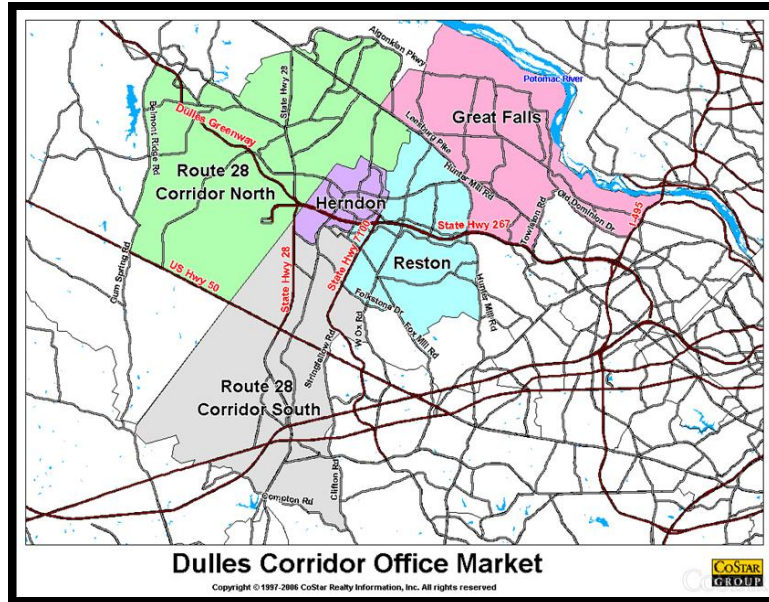 Algonkian Pkwy
State Hwy 28
Potomac River
Belmont Ridge Rd
Dulles Greenway
Leesburg Pike
Great Falls
Route 28
Corridor North
Hunter Mill Rd
Herndon
Old Dominion Dr
Towlston Rd
I-495
State Hwy 267
Gum Spring Rd
US Hwy 50
State Hwy 28
State Hwy 7100
Reston
Folkstone Dr
Fox Mill Rd
Hunter Mill Rd
W Ox Rd
Stringfellow Rd
Route 28
Corridor South
Clifton Rd
Compton Rd
Dulles Corridor Office Market
Copyright © 1997-2006 CoStar Realty Information, Inc. All rights reserved
COSTAR
GROUP